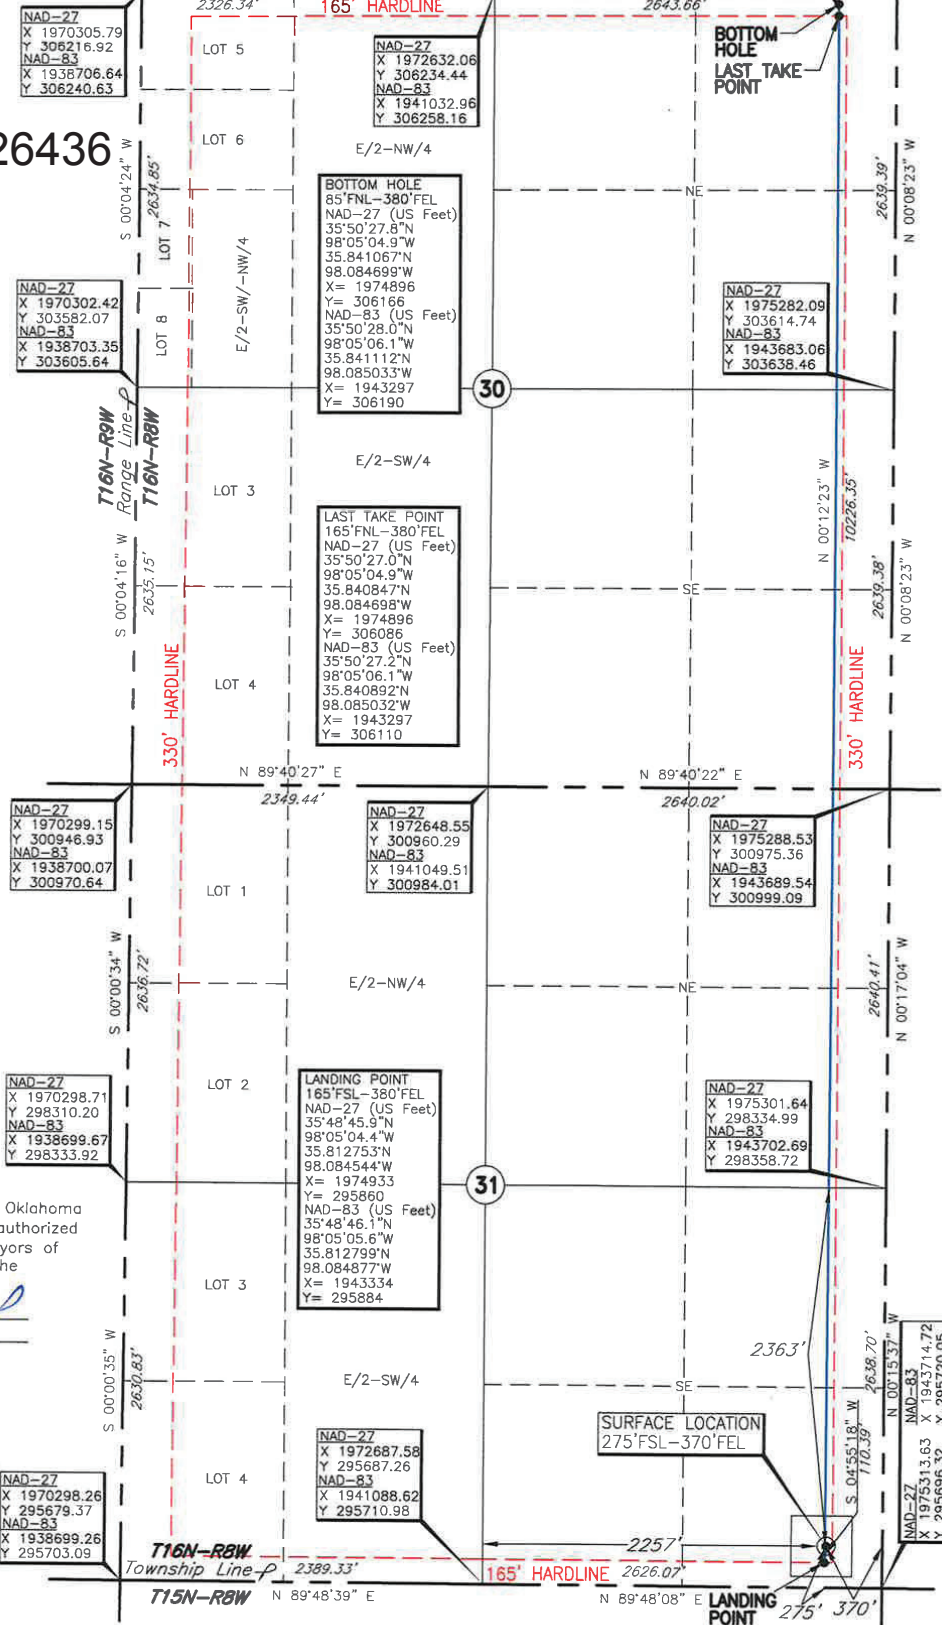 2326.34'
165' HARDLINE
2643.66'
NAD-27
X 1970305.79
Y 306216.92
NAD-83
X 1938706.64
Y 306240.63
LOT 5
NAD-27
X 1972632.06
Y 306234.44
NAD-83
X 1941032.96
Y 306258.16
BOTTOM
HOLE
LAST TAKE
POINT
26436
LOT 6
E/2-NW/4
S 00°04'24" W
2634.85'
LOT 7
NE
2639.39'
N 00°08'23" W
BOTTOM HOLE
85'FNL-380'FEL
NAD-27 (US Feet)
35°50'27.8"N
98°05'04.9"W
35.841067°N
98.084699°W
X= 1974896
Y= 306166
NAD-83 (US Feet)
35°50'28.0"N
98°05'06.1"W
35.841112°N
98.085033°W
X= 1943297
Y= 306190
E/2-SW/-NW/4
LOT 8
NAD-27
X 1970302.42
Y 303582.07
NAD-83
X 1938703.35
Y 303605.64
NAD-27
X 1975282.09
Y 303614.74
NAD-83
X 1943683.06
Y 303638.46
30
T16N-R9W
Range Line
T16N-R8W
E/2-SW/4
LOT 3
N 00°12'23" W
10226.35'
LAST TAKE POINT
165'FNL-380'FEL
NAD-27 (US Feet)
35°50'27.0"N
98°05'04.9"W
35.840847°N
98.084698°W
X= 1974896
Y= 306086
NAD-83 (US Feet)
35°50'27.2"N
98°05'06.1"W
35.840892°N
98.085032°W
X= 1943297
Y= 306110
S 00°04'16" W
2635.15'
SE
2639.38'
N 00°08'23" W
LOT 4
330' HARDLINE
330' HARDLINE
N 89°40'27" E
N 89°40'22" E
2349.44'
2640.02'
NAD-27
X 1970299.15
Y 300946.93
NAD-83
X 1938700.07
Y 300970.64
NAD-27
X 1972648.55
Y 300960.29
NAD-83
X 1941049.51
Y 300984.01
NAD-27
X 1975288.53
Y 300975.36
NAD-83
X 1943689.54
Y 300999.09
LOT 1
S 00°00'34" W
2636.72'
E/2-NW/4
NE
2640.41'
N 00°17'04" W
LOT 2
NAD-27
X 1970298.71
Y 298310.20
NAD-83
X 1938699.67
Y 298333.92
LANDING POINT
165'FSL-380'FEL
NAD-27 (US Feet)
35°48'45.9"N
98°05'04.4"W
35.812753°N
98.084544°W
X= 1974933
Y= 295860
NAD-83 (US Feet)
35°48'46.1"N
98°05'05.6"W
35.812799°N
98.084877°W
X= 1943334
Y= 295884
NAD-27
X 1975301.64
Y 298334.99
NAD-83
X 1943702.69
Y 298358.72
31
Oklahoma
authorized
yors of
he
LOT 3
2363'
S 00°00'35" W
2630.83'
E/2-SW/4
SE
2638.70'
N 00°15'37" W
SURFACE LOCATION
275'FSL-370'FEL
S 04°55'18" W
110.39'
NAD-27
X 1975313.63
Y 295696.32
NAD-83
X 1943714.72
Y 295720.05
LOT 4
NAD-27
X 1972687.58
Y 295687.26
NAD-83
X 1941088.62
Y 295710.98
NAD-27
X 1970298.26
Y 295679.37
NAD-83
X 1938699.26
Y 295703.09
2257'
T16N-R8W
Township Line
T15N-R8W
2389.33'
N 89°48'39" E
165' HARDLINE
2626.07'
N 89°48'08" E
LANDING
POINT
275'
370'